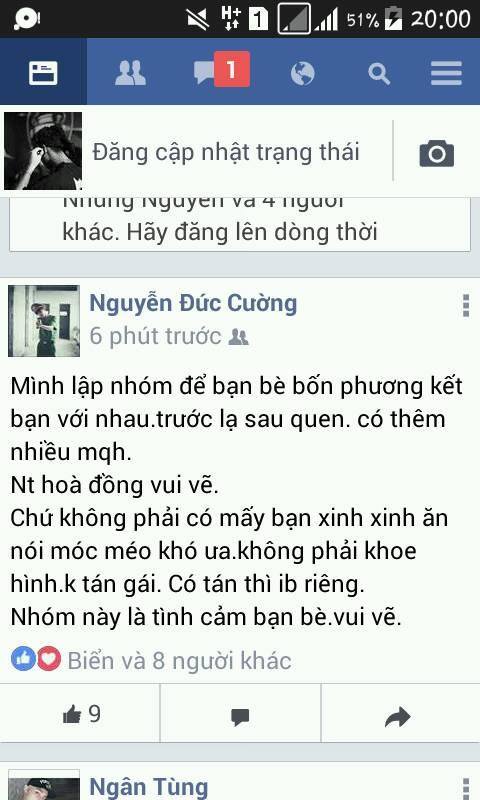 H+
1
51%
20:00
1
Đăng cập nhật trạng thái
Nhung Nguyen và 4 người
khác. Hãy đăng lên dòng thời
Nguyễn Đức Cường
6 phút trước
Mình lập nhóm để bạn bè bốn phương kết
bạn với nhau.trước lạ sau quen. có thêm
nhiều mqh.
Nt hoà đồng vui vẽ.
Chứ không phải có mấy bạn xinh xinh ăn
nói móc méo khó ưa.không phải khoe
hình.k tán gái. Có tán thì ib riêng.
Nhóm này là tình cảm bạn bè.vui vẽ.
Biển và 8 người khác
9
Ngân Tùng